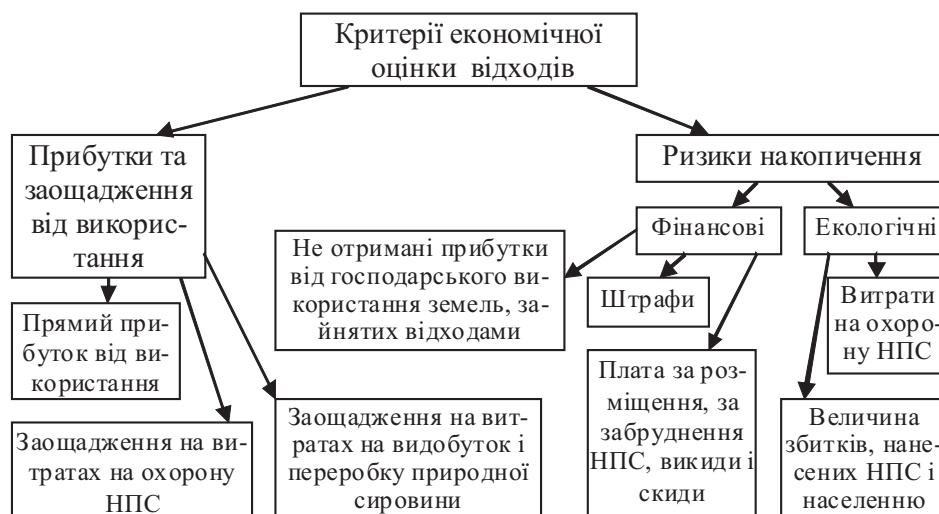 Критерії економічної
оцінки відходів
Прибутки та
заощадження
від викорис-
тання
Ризики накопичення
Фінансові
Екологічні
Не отримані прибутки
від господарського ви-
користання земель, за-
йнятих відходами
Штрафи
Витрати
на охоро-
ну НПС
Прямий при-
буток від ви-
користання
Плата за роз-
міщення, за
забруднення
НПС, викиди і
скиди
Заощадження на ви-
тратах на охорону
НПС
Заощадження на вит-
ратах на видобуток і
переробку природної
сировини
Величина
збитків, нане-
сених НПС і
населенню